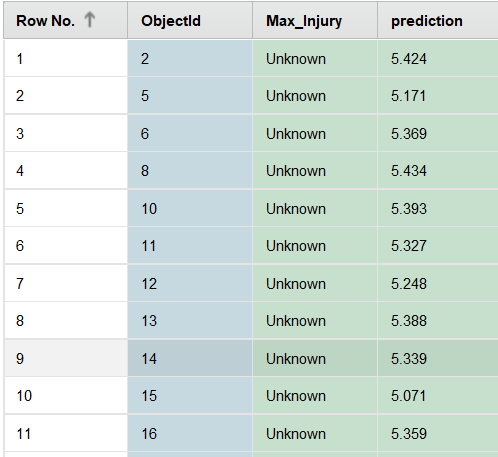 Row No. ObjectId Max_Injury prediction
1 2 Unknown 5.424
2 5 Unknown 5.171
3 6 Unknown 5.369
4 8 Unknown 5.434
5 10 Unknown 5.393
6 11 Unknown 5.327
7 12 Unknown 5.248
8 13 Unknown 5.388
9 14 Unknown 5.339
10 15 Unknown 5.071
11 16 Unknown 5.359